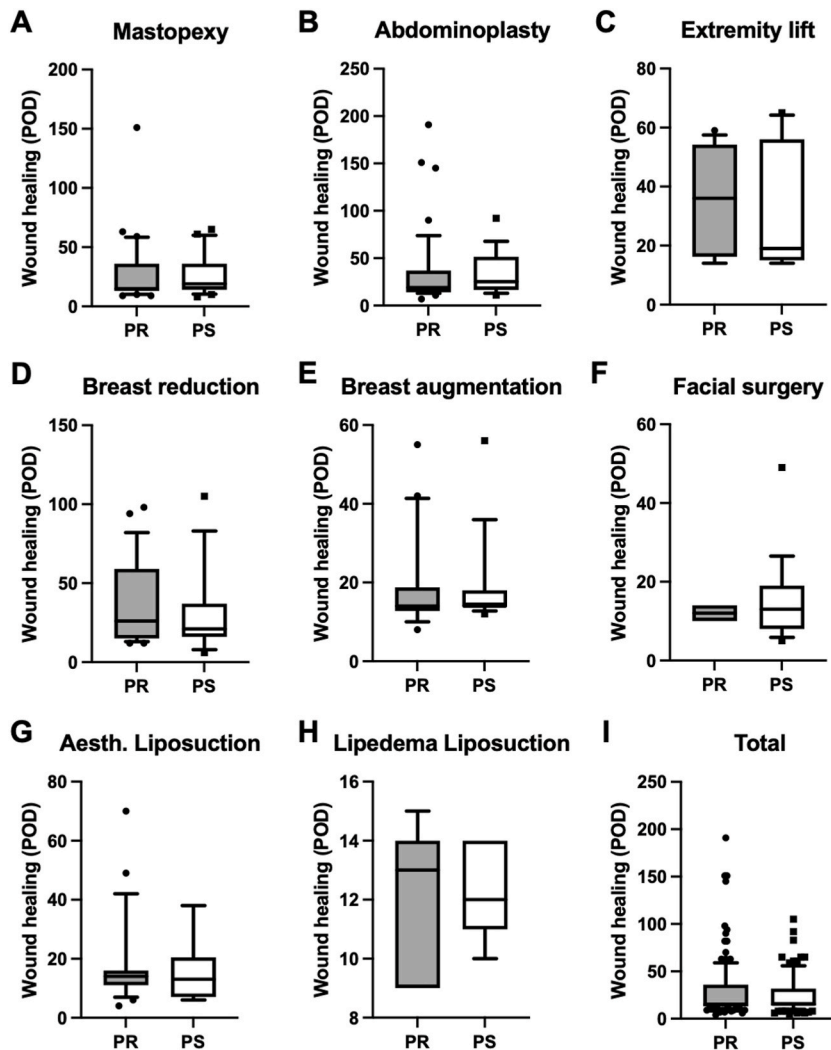 A
Mastopexy
Wound healing (POD)
200
150
100
50
0
PR PS
B
Abdominoplasty
Wound healing (POD)
250
200
150
100
50
0
PR PS
C
Extremity lift
Wound healing (POD)
80
60
40
20
0
PR PS
D
Breast reduction
Wound healing (POD)
150
100
50
0
PR PS
E
Breast augmentation
Wound healing (POD)
60
40
20
0
PR PS
F
Facial surgery
Wound healing (POD)
60
40
20
0
PR PS
G
Aesth. Liposuction
Wound healing (POD)
80
60
40
20
0
PR PS
H
Lipedema Liposuction
Wound healing (POD)
16
14
12
10
8
PR PS
I
Total
Wound healing (POD)
250
200
150
100
50
0
PR PS